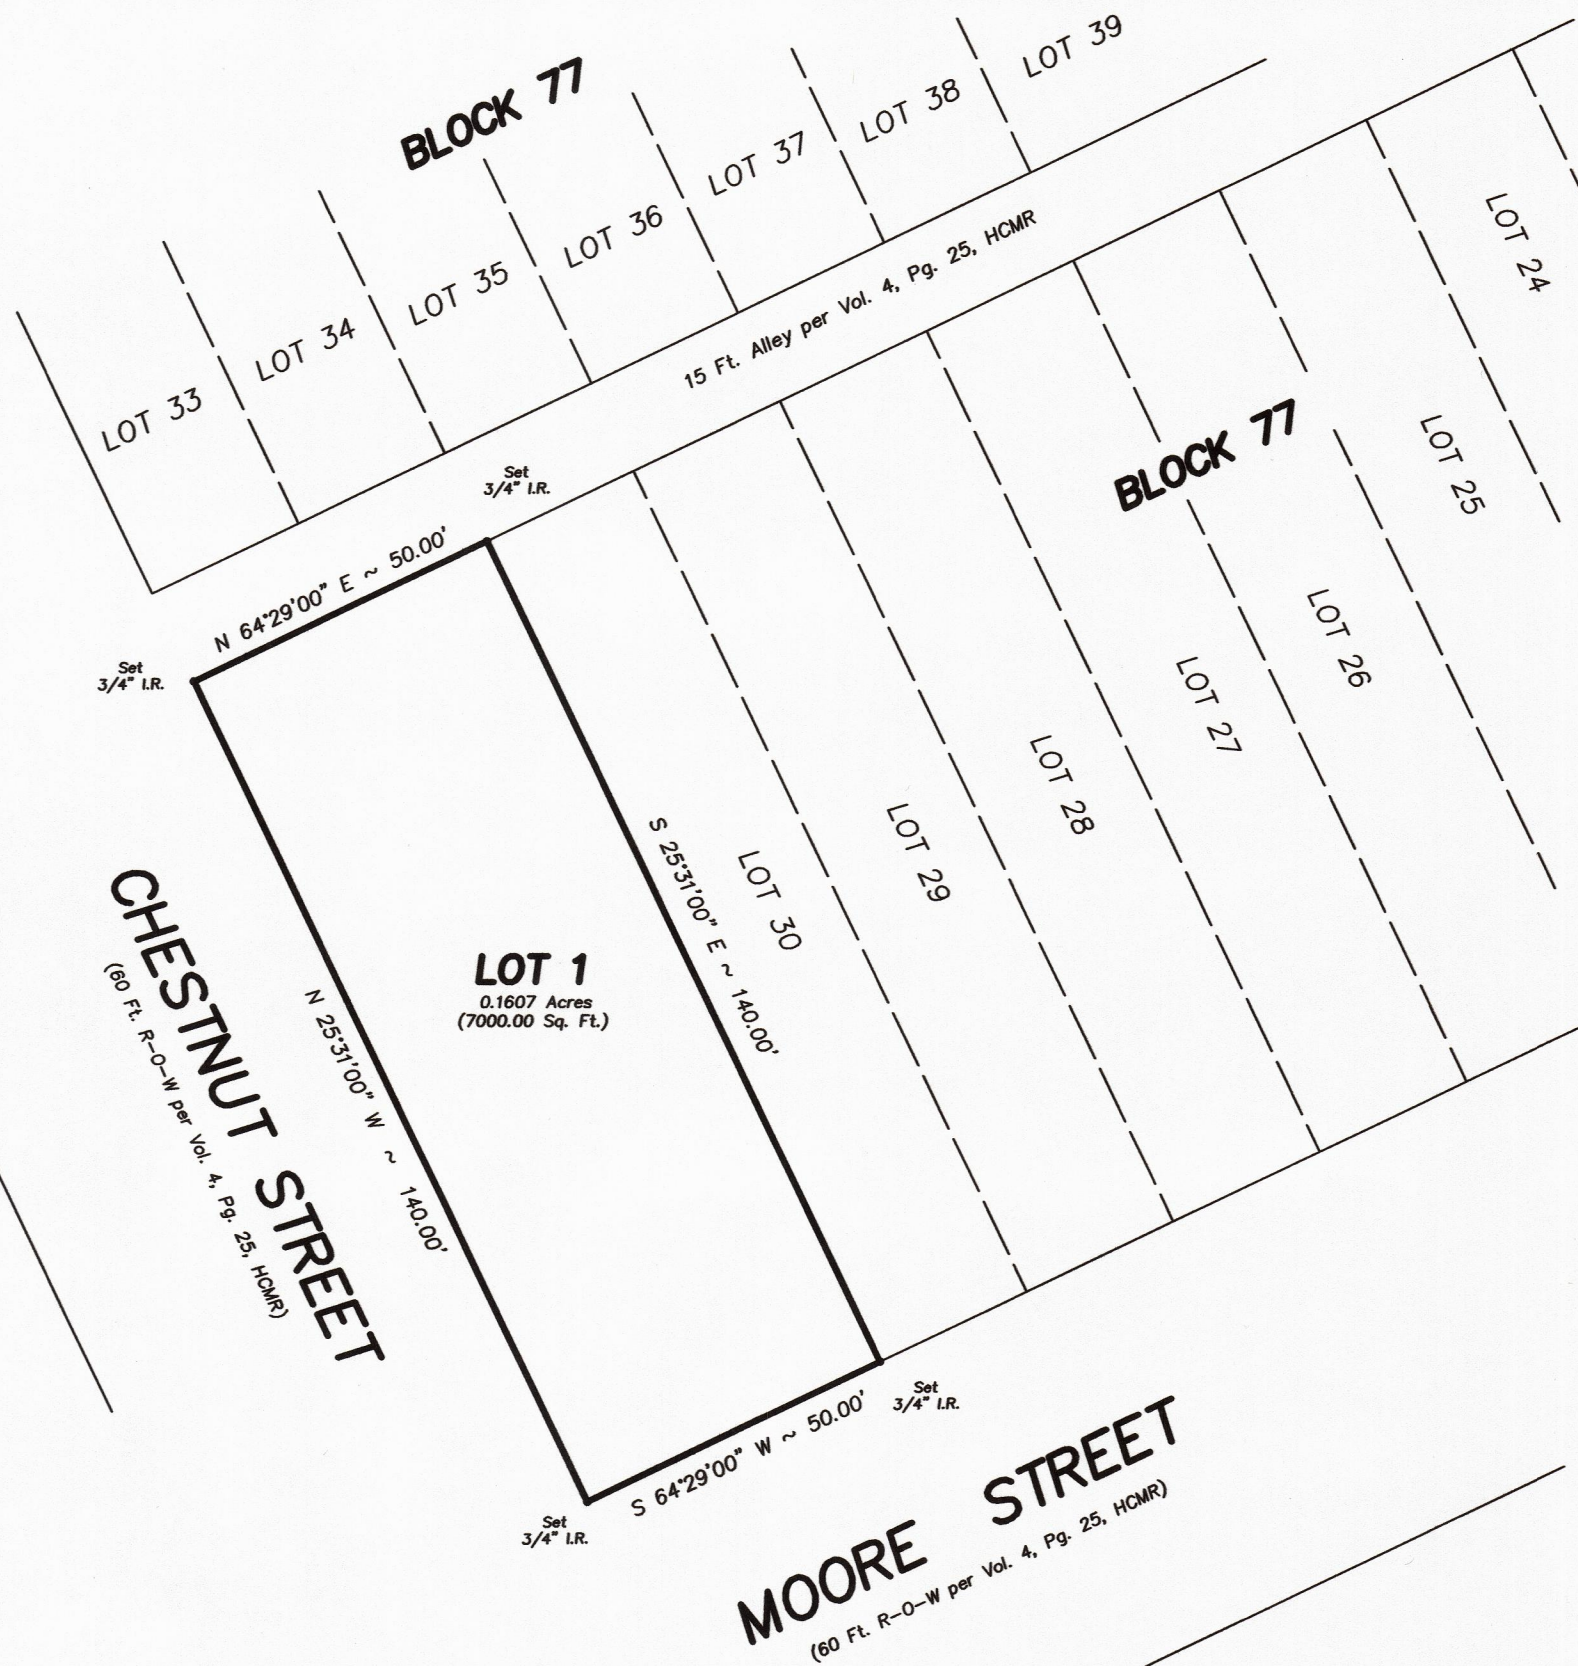 BLOCK 77
LOT 39
LOT 38
LOT 37
LOT 36
LOT 35
LOT 34
LOT 33
15 Ft. Alley per Vol. 4, Pg. 25, HCMR
LOT 24
LOT 25
BLOCK 77
LOT 26
LOT 27
LOT 28
LOT 29
LOT 30
Set
3/4" I.R.
N 64°29'00" E ~ 50.00'
Set
3/4" I.R.
S 25°31'00" E ~ 140.00'
LOT 1
0.1607 Acres
(7000.00 Sq. Ft.)
N 25°31'00" W ~ 140.00'
CHESTNUT STREET
(60 Ft. R-O-W per Vol. 4, Pg. 25, HCMR)
Set
3/4" I.R.
S 64°29'00" W ~ 50.00'
Set
3/4" I.R.
MOORE STREET
(60 Ft. R-O-W per Vol. 4, Pg. 25, HCMR)